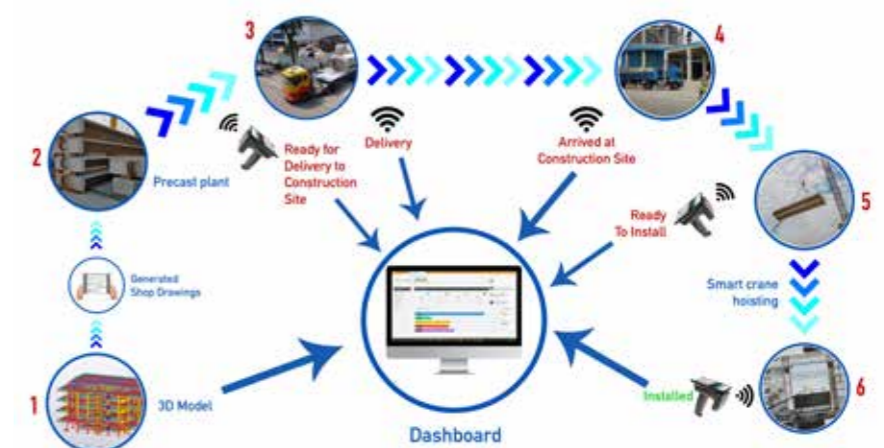 3
4
Delivery
Arrived at
Construction Site
Ready for
Delivery to
Construction
Site
2
Precast plant
5
Ready
To Install
Generated
Shop Drawings
Smart crane
hoisting
1
3D Model
Installed
6
Dashboard